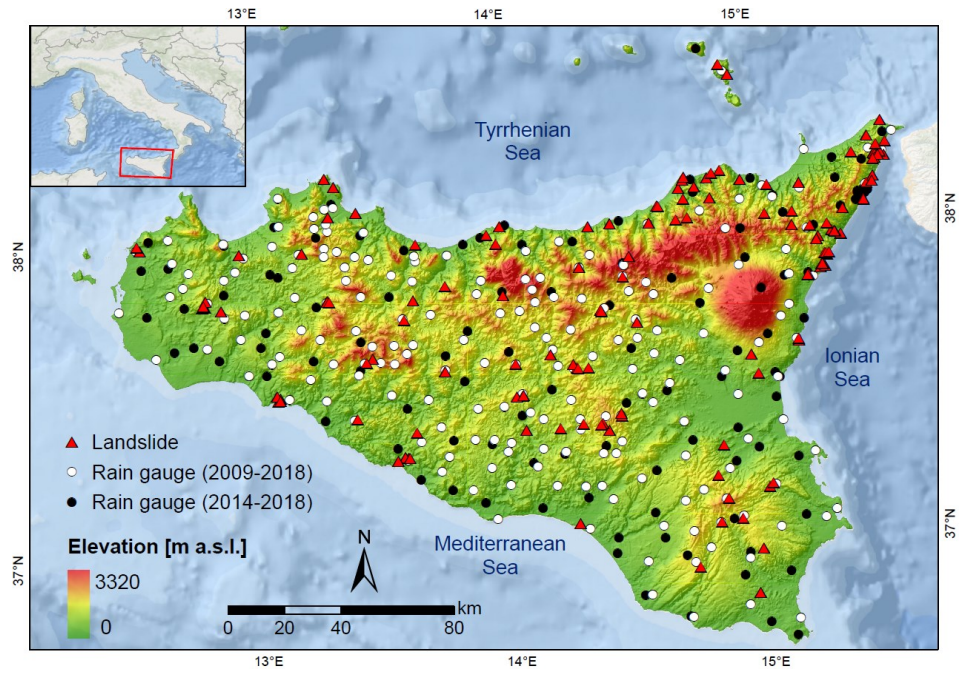 13°E 14°E 15°E
Tyrrhenian
Sea
38°N
38°N
Ionian
Sea
Landslide
Rain gauge (2009-2018)
Rain gauge (2014-2018)
Elevation [m a.s.l.]
3320
0
N
Mediterranean
Sea
km
0 20 40 80
37°N
37°N
13°E 14°E 15°E